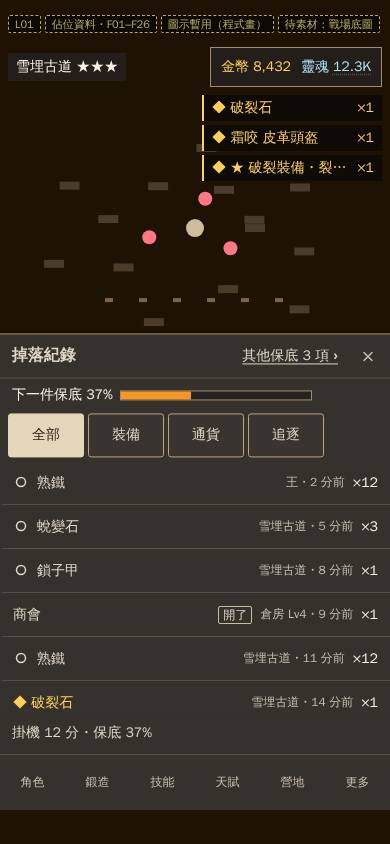 L01 佔位資料・F01–F26 圖示暫用（程式畫） 待素材：戰場底圖
雪埋古道 ★★★
金幣 8,432 靈魂 12.3K
◆ 破裂石 ×1
◆ 霜咬 皮革頭盔 ×1
◆ ★ 破裂裝備・裂⋯ ×1
掉落紀錄 其他保底 3 項 › ×
下一件保底 37%
全部 裝備 通貨 追逐
熟鐵 王・2 分前 ×12
蛻變石 雪埋古道・5 分前 ×3
鎖子甲 雪埋古道・8 分前 ×1
商會 開了 倉房 Lv4・9 分前 ×1
熟鐵 雪埋古道・11 分前 ×12
◆ 破裂石 雪埋古道・14 分前 ×1
掛機 12 分・保底 37%
角色 鍛造 技能 天賦 營地 更多